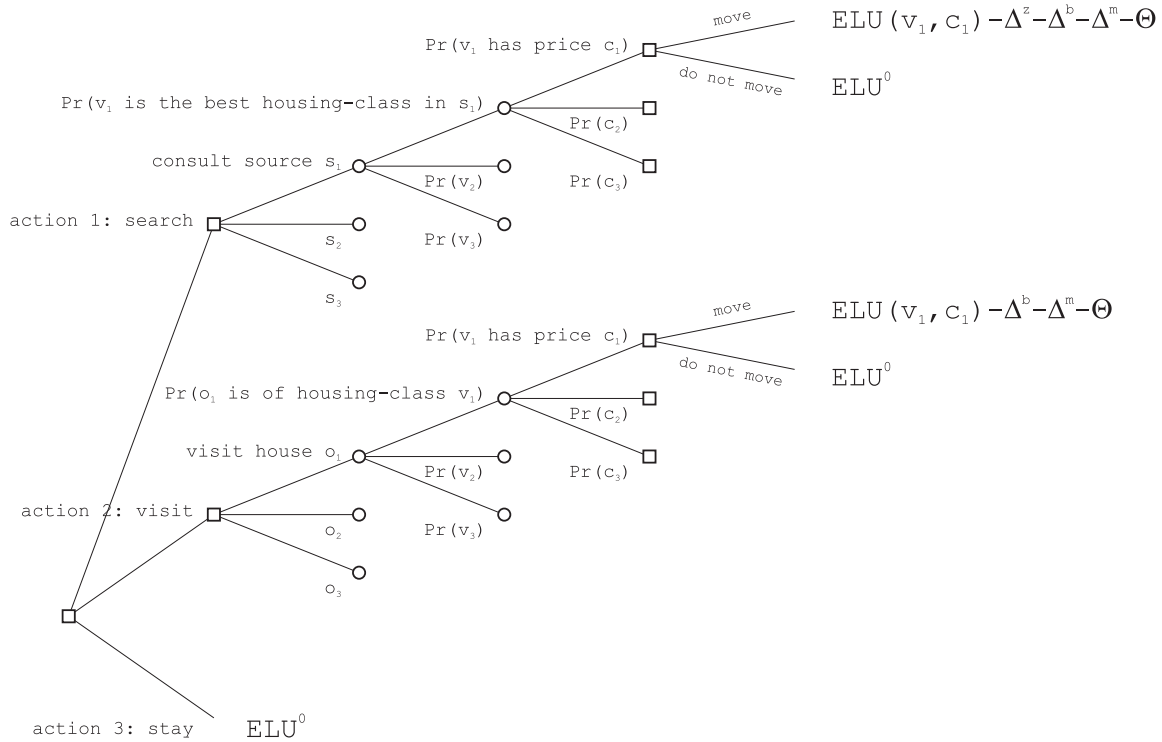 move
ELU(v₁,c₁)−Δᶻ−Δᵇ−Δᵐ−Θ
Pr(v₁ has price c₁)
do not move
ELU⁰
Pr(v₁ is the best housing-class in s₁)
Pr(c₂)
consult source s₁
Pr(v₂)
Pr(c₃)
action 1: search
s₂
Pr(v₃)
s₃
move
ELU(v₁,c₁)−Δᵇ−Δᵐ−Θ
Pr(v₁ has price c₁)
do not move
ELU⁰
Pr(o₁ is of housing-class v₁)
Pr(c₂)
visit house o₁
Pr(v₂)
Pr(c₃)
action 2: visit
o₂
Pr(v₃)
o₃
action 3: stay
ELU⁰